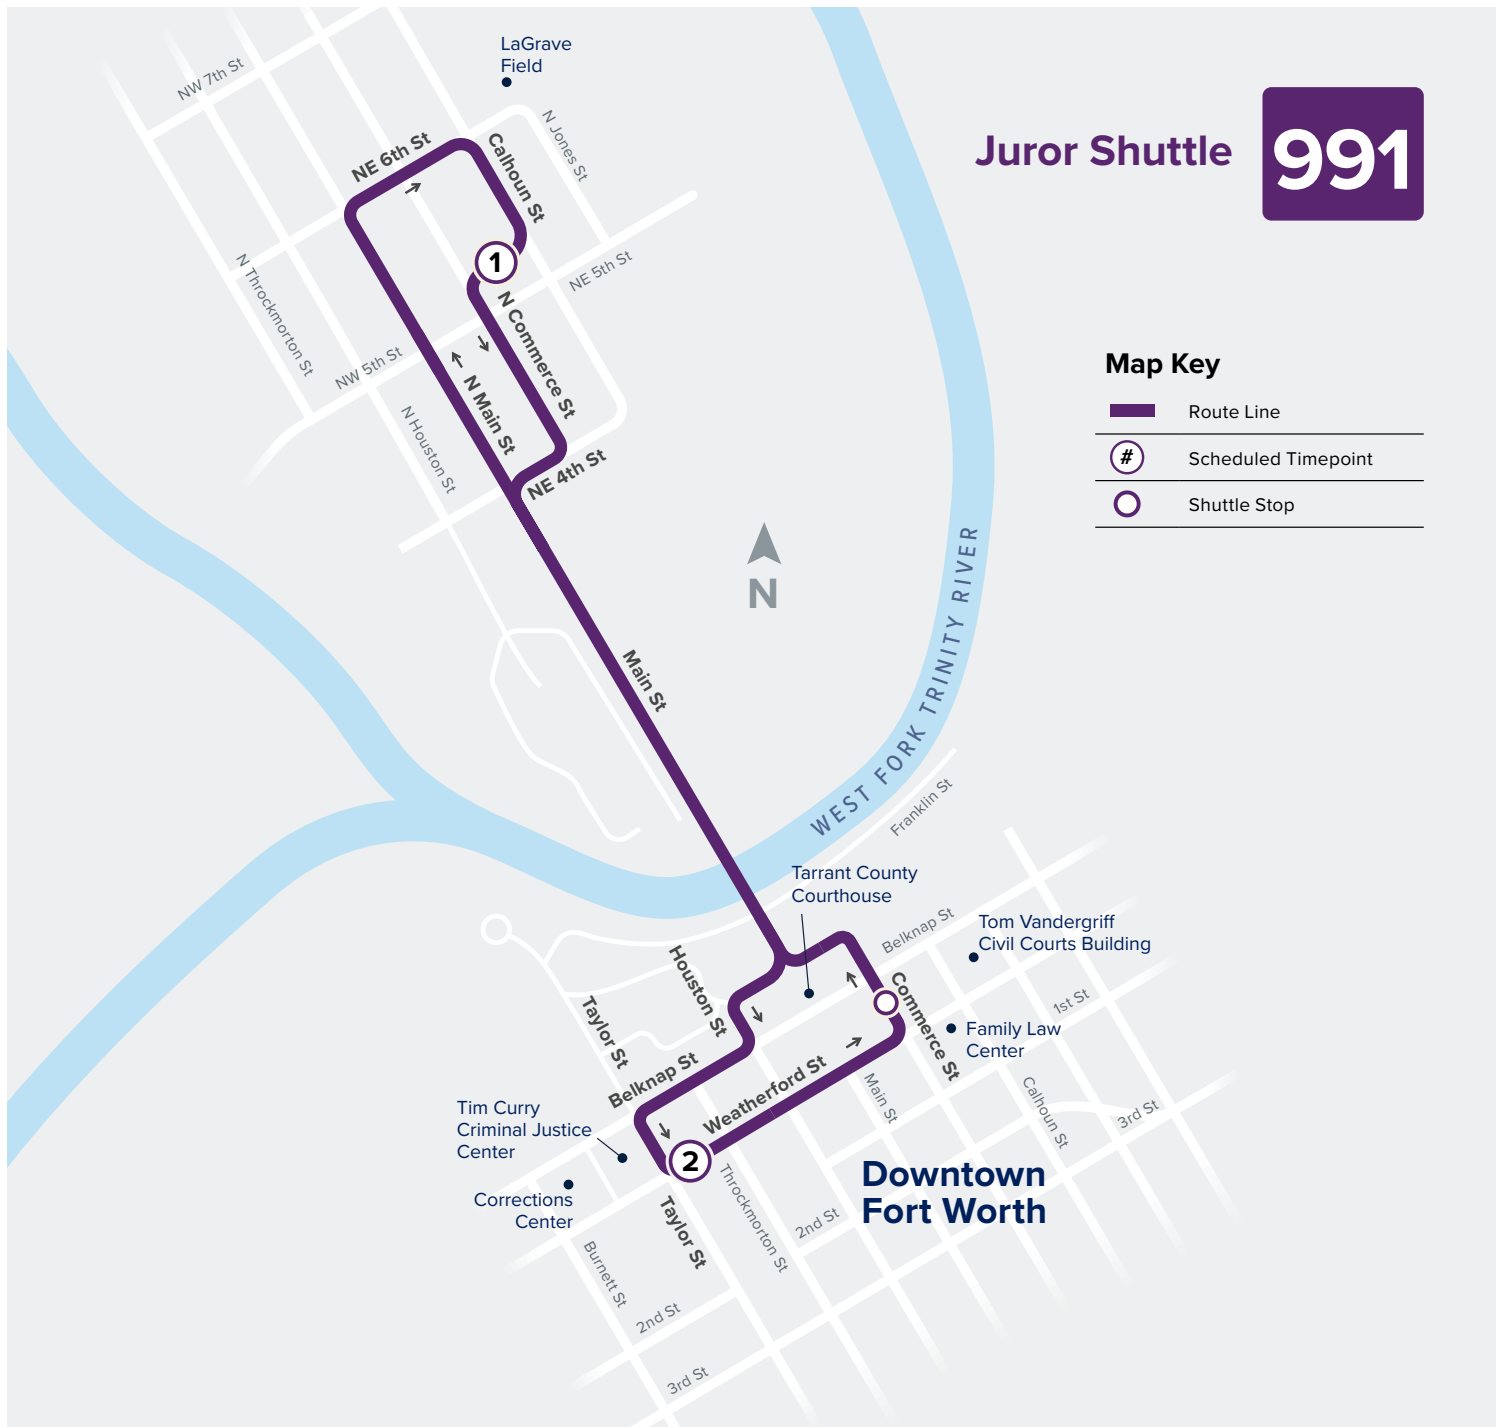 LaGrave
Field
NW 7th St
N Jones St
NE 6th St
Calhoun St
Juror Shuttle
991
1
N Throckmorton St
NE 5th St
N Commerce St
NW 5th St
N Main St
N Houston St
NE 4th St
Map Key
Route Line
#
Scheduled Timepoint
Shuttle Stop
N
Main St
WEST FORK TRINITY RIVER
Franklin St
Tarrant County
Courthouse
Belknap St
Tom Vandergriff
Civil Courts Building
Houston St
Taylor St
Commerce St
1st St
Family Law
Center
Belknap St
Weatherford St
Main St
Calhoun St
3rd St
Tim Curry
Criminal Justice
Center
2
Corrections
Center
Downtown
Fort Worth
Taylor St
Throckmorton St
2nd St
Burnett St
2nd St
3rd St